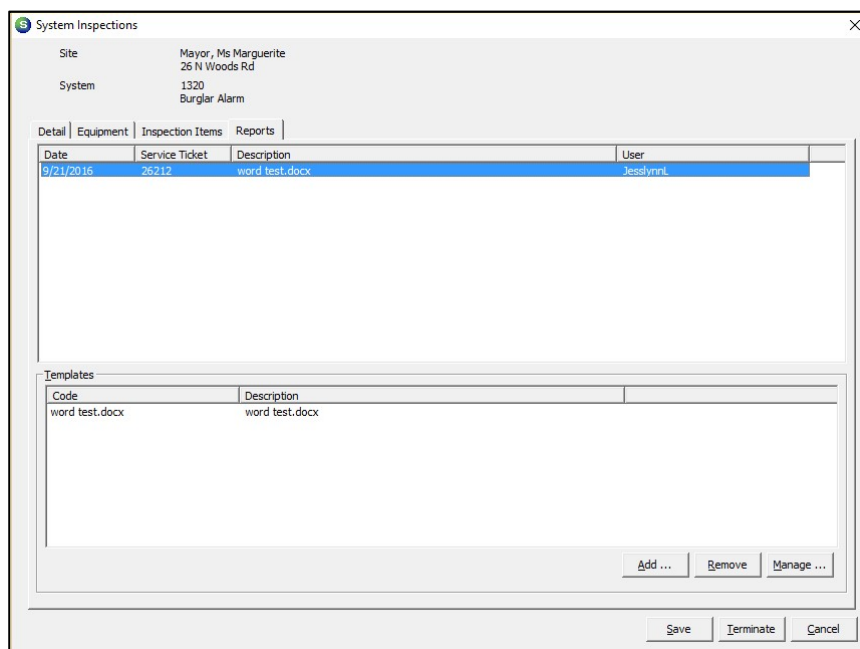 S System Inspections
Site Mayor, Ms Marguerite
26 N Woods Rd
System 1320
Burglar Alarm
Detail Equipment Inspection Items Reports
Date Service Ticket Description User
9/21/2016 26212 word test.docx JesslynnL
Templates
Code Description
word test.docx word test.docx
Add ... Remove Manage ...
Save Terminate Cancel